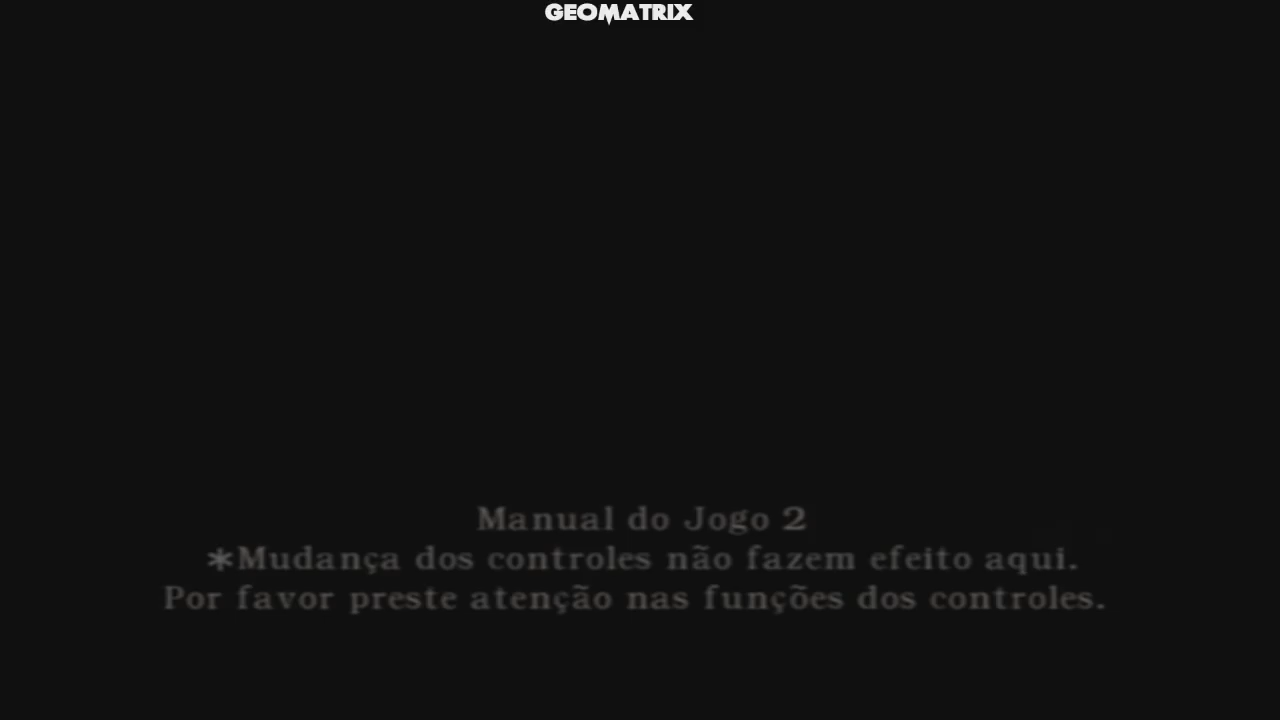 GEOMATRIX
Manual do Jogo 2
*Mudança dos controles não fazem efeito aqui.
Por favor preste atenção nas funções dos controles.